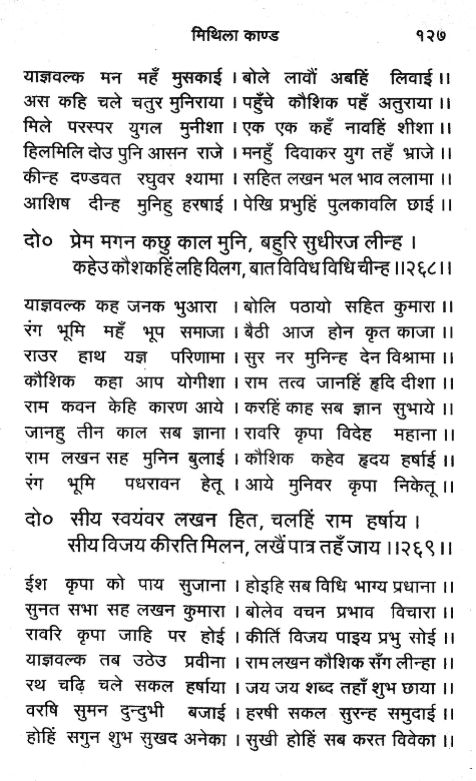 मिथिला काण्ड १२७
याज्ञवल्क मन महँ मुसकाई । बोले लावौं अबहिं लिवाई ।।
अस कहि चले चतुर मुनिराया । पहुँचे कौशिक पहँ अतुराया ।।
मिले परस्पर युगल मुनीशा । एक एक कहँ नावहिं शीशा ।।
हिलमिलि दोउ पुनि आसन राजे । मनहुँ दिवाकर युग तहँ भ्राजे ।।
कीन्ह दण्डवत रघुवर श्यामा । सहित लखन भल भाव ललामा ।।
आशिष दीन्ह मुनिहु हरषाई । पेखि प्रभुहिं पुलकावलि छाई ।।
दो० प्रेम मगन कछु काल मुनि, बहुरि सुधीरज लीन्ह ।
कहेउ कौशकहिं लहि विलग, बात विविध विधि चीन्ह ।।२६८।।
याज्ञवल्क कह जनक भुआरा । बोलि पठायो सहित कुमारा ।।
रंग भूमि महँ भूप समाजा । बैठी आज होन कृत काजा ।।
राउर हाथ यज्ञ परिणामा । सुर नर मुनिन्ह देन विश्रामा ।।
कौशिक कहा आप योगीशा । राम तत्व जानहिं हृदि दीशा ।।
राम कवन केहि कारण आये । करहिं काह सब ज्ञान सुभाये ।।
जानहु तीन काल सब ज्ञाना । रावरि कृपा विदेह महाना ।।
राम लखन सह मुनिन बुलाई । कौशिक कहेव हृदय हर्षाई ।।
रंग भूमि पधरावन हेतू । आये मुनिवर कृपा निकेतू ।।
दो० सीय स्वयंवर लखन हित, चलहिं राम हर्षाय ।
सीय विजय कीरति मिलन, लखैं पात्र तहँ जाय ।।२६९।।
ईश कृपा को पाय सुजाना । होइहि सब विधि भाग्य प्रधाना ।।
सुनत सभा सह लखन कुमारा । बोलेव वचन प्रभाव विचारा ।।
रावरि कृपा जाहि पर होई । कीर्ति विजय पाइय प्रभु सोई ।।
याज्ञवल्क तब उठेउ प्रवीना । राम लखन कौशिक सँग लीन्हा ।।
रथ चढ़ि चले सकल हर्षाया । जय जय शब्द तहाँ शुभ छाया ।।
वरषि सुमन दुन्दुभी बजाई । हरषी सकल सुरन्ह समुदाई ।।
होहिं सगुन शुभ सुखद अनेका । सुखी होहिं सब करत विवेका ।।